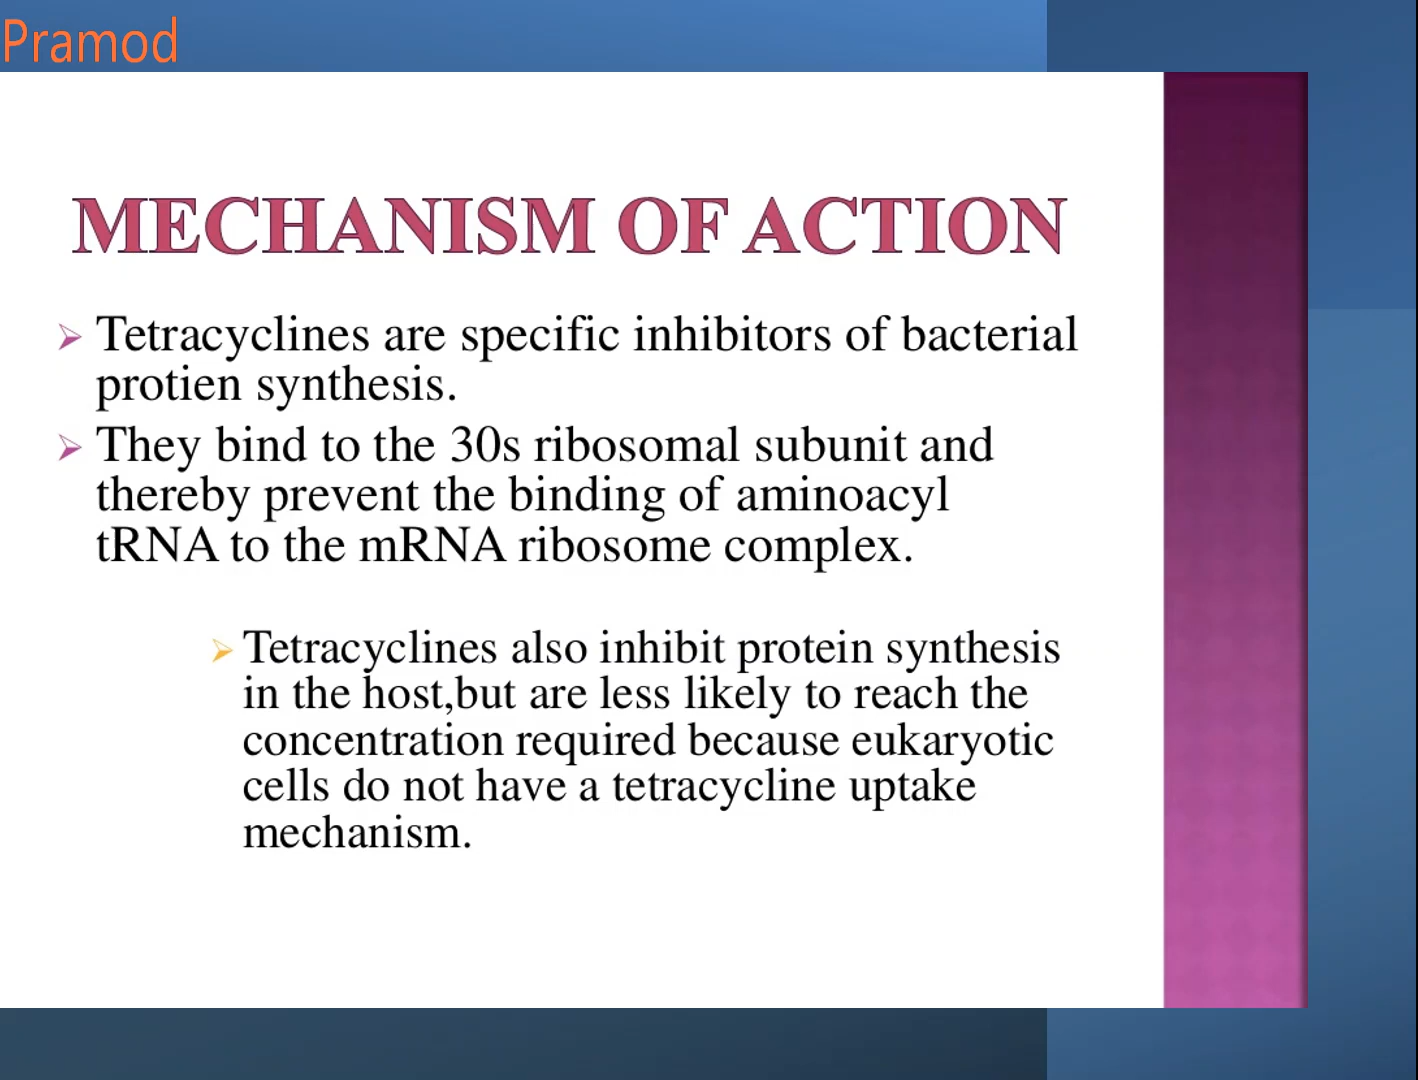 Pramod
MECHANISM OF ACTION
➢ Tetracyclines are specific inhibitors of bacterial
protien synthesis.
➢ They bind to the 30s ribosomal subunit and
thereby prevent the binding of aminoacyl
tRNA to the mRNA ribosome complex.
➢ Tetracyclines also inhibit protein synthesis
in the host,but are less likely to reach the
concentration required because eukaryotic
cells do not have a tetracycline uptake
mechanism.